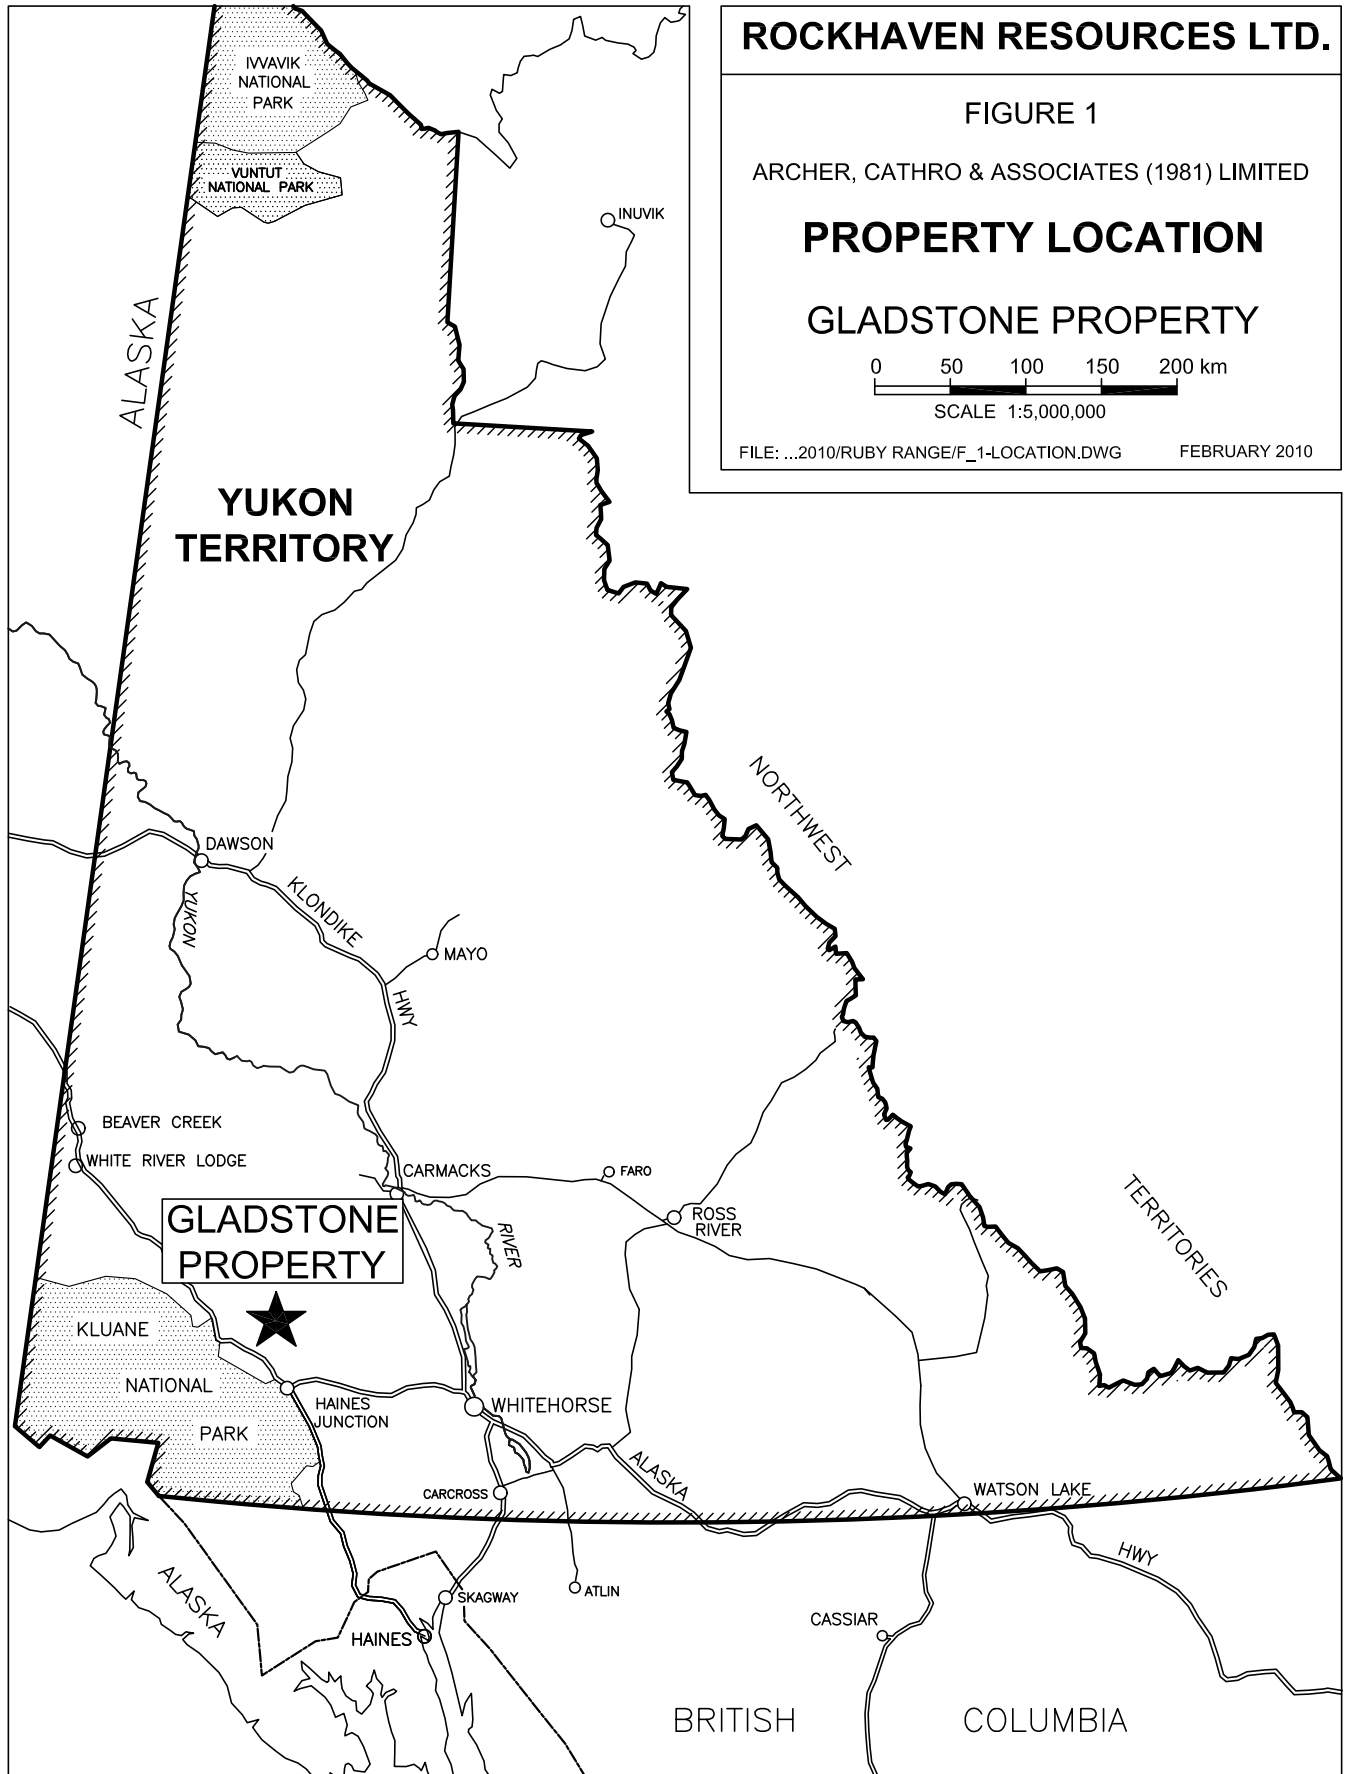 ROCKHAVEN RESOURCES LTD.
FIGURE 1
ARCHER, CATHRO & ASSOCIATES (1981) LIMITED
PROPERTY LOCATION
GLADSTONE PROPERTY
0 50 100 150 200 km
SCALE 1:5,000,000
FILE: ...2010/RUBY RANGE/F_1-LOCATION.DWG FEBRUARY 2010
IVVAVIK
NATIONAL
PARK
VUNTUT
NATIONAL PARK
INUVIK
ALASKA
YUKON
TERRITORY
NORTHWEST
TERRITORIES
DAWSON
YUKON
KLONDIKE
HWY
MAYO
BEAVER CREEK
WHITE RIVER LODGE
CARMACKS
FARO
ROSS
RIVER
RIVER
GLADSTONE
PROPERTY
KLUANE
NATIONAL
PARK
HAINES
JUNCTION
WHITEHORSE
ALASKA
CARCROSS
WATSON LAKE
HWY
ALASKA
SKAGWAY
ATLIN
HAINES
CASSIAR
BRITISH COLUMBIA